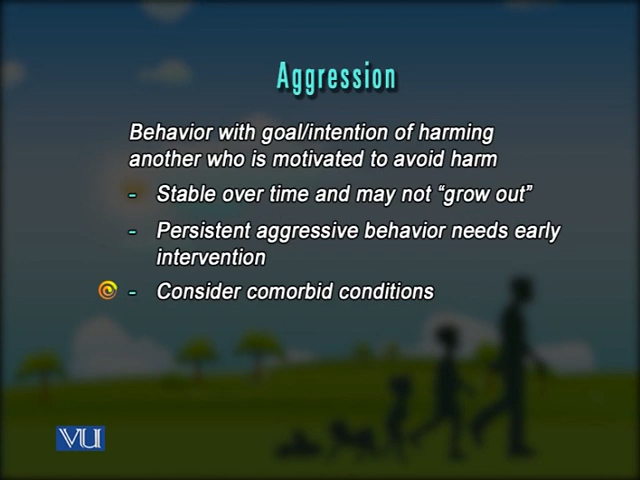 Aggression
Behavior with goal/intention of harming
another who is motivated to avoid harm
- Stable over time and may not “grow out”
- Persistent aggressive behavior needs early
intervention
- Consider comorbid conditions
VU